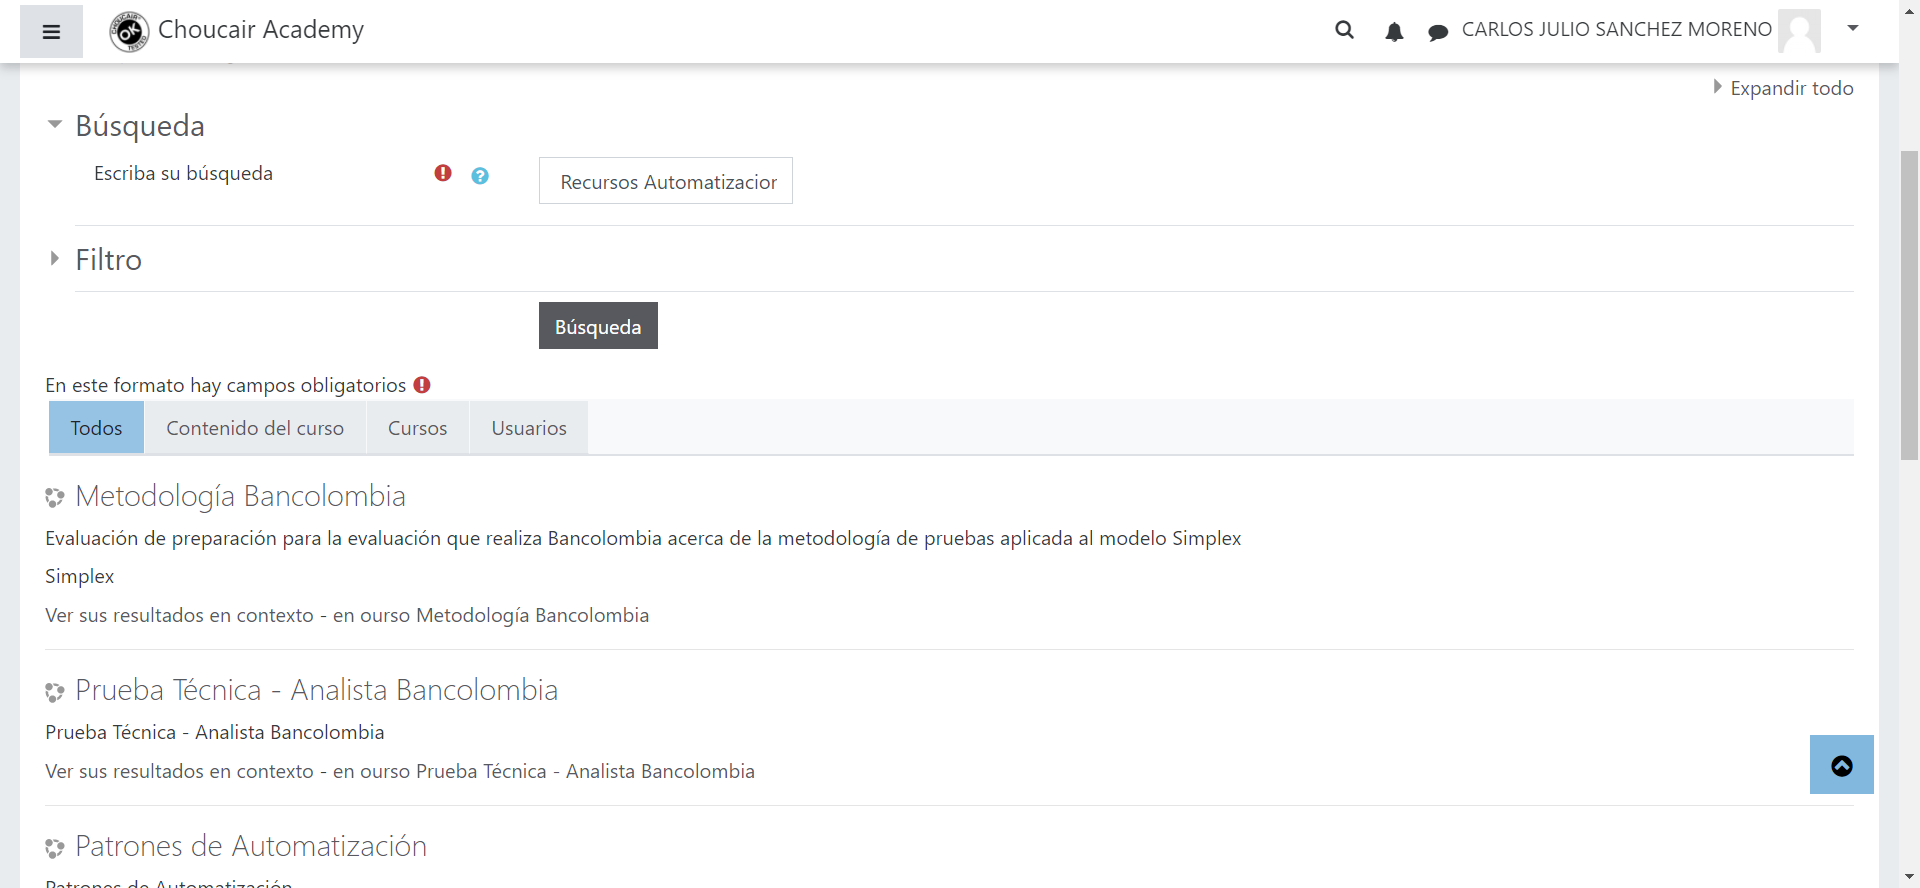 Choucair Academy
CARLOS JULIO SANCHEZ MORENO
Expandir todo
Búsqueda
Escriba su búsqueda
Recursos Automatizacior
Filtro
Búsqueda
En este formato hay campos obligatorios
Todos
Contenido del curso
Cursos
Usuarios
Metodología Bancolombia
Evaluación de preparación para la evaluación que realiza Bancolombia acerca de la metodología de pruebas aplicada al modelo Simplex
Simplex
Ver sus resultados en contexto - en ourso Metodología Bancolombia
Prueba Técnica - Analista Bancolombia
Prueba Técnica - Analista Bancolombia
Ver sus resultados en contexto - en ourso Prueba Técnica - Analista Bancolombia
Patrones de Automatización
Patrones de Automatización